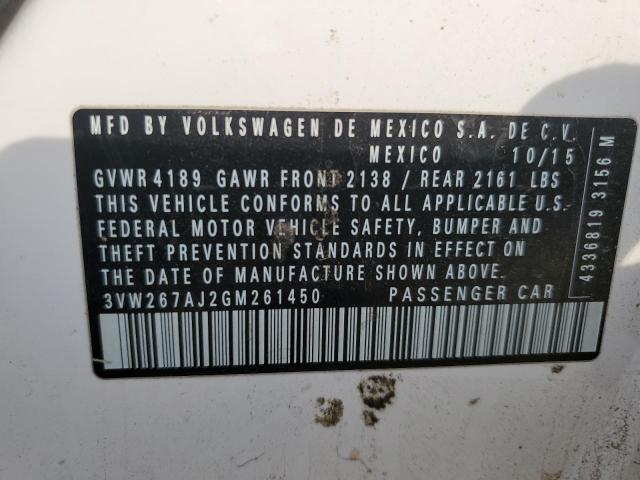 MFD BY VOLKSWAGEN DE MEXICO S.A. DE C.V.
MEXICO 10/15
GVWR 4189 GAWR FRONT 2138 / REAR 2161 LBS
THIS VEHICLE CONFORMS TO ALL APPLICABLE U.S.
FEDERAL MOTOR VEHICLE SAFETY, BUMPER AND
THEFT PREVENTION STANDARDS IN EFFECT ON
THE DATE OF MANUFACTURE SHOWN ABOVE.
3VW267AJ2GM261450 PASSENGER CAR
4336819 3156 M